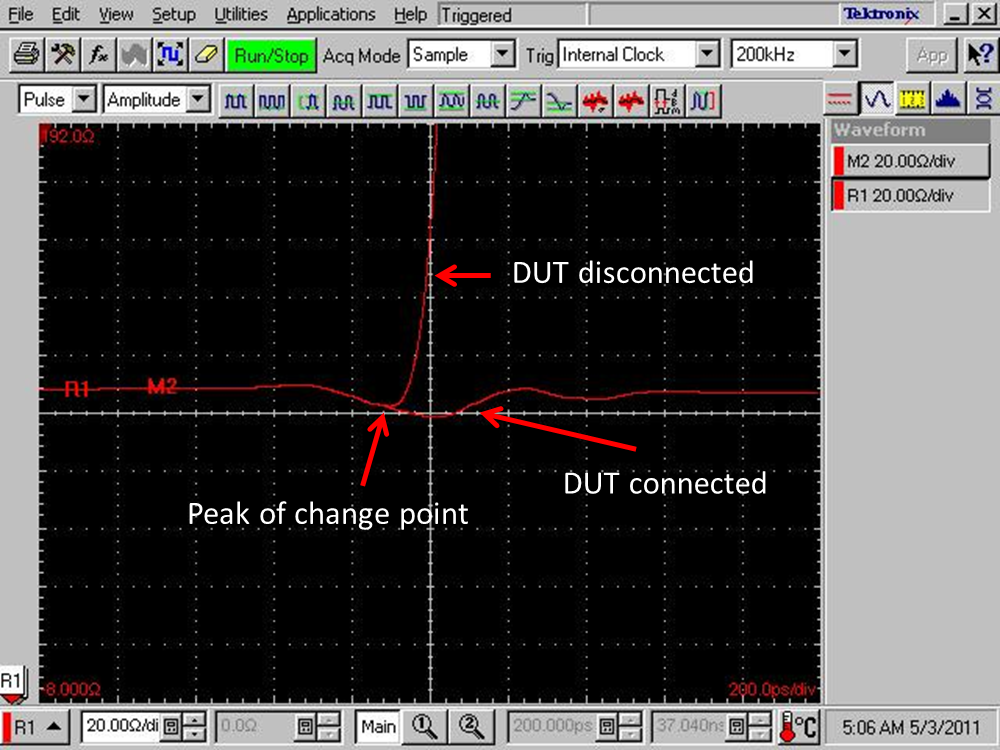 File Edit View Setup Utilities Applications Help Triggered Tektronix
Run/Stop Acq Mode Sample Trig Internal Clock 200kHz App
Pulse Amplitude
192.0Ω
Waveform
M2 20.00Ω/div
R1 20.00Ω/div
DUT disconnected
R1 M2
DUT connected
Peak of change point
R1
-8.000Ω 200.0ps/div
R1 20.00Ω/di 0.0Ω Main 1 2 200.000ps 37.040ns °C 5:06 AM 5/3/2011